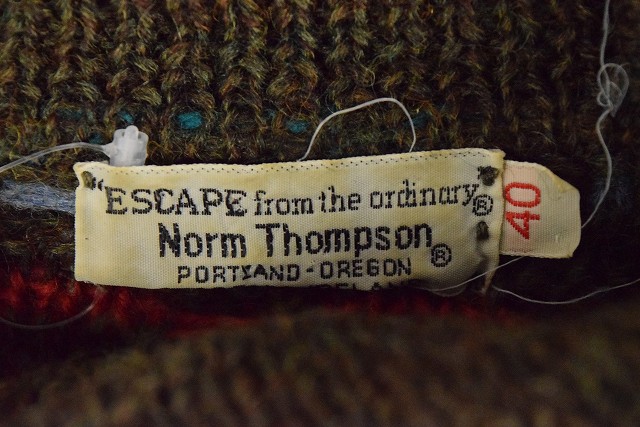 "ESCAPE from the ordinary"®
Norm Thompson®
PORTLAND-OREGON
40